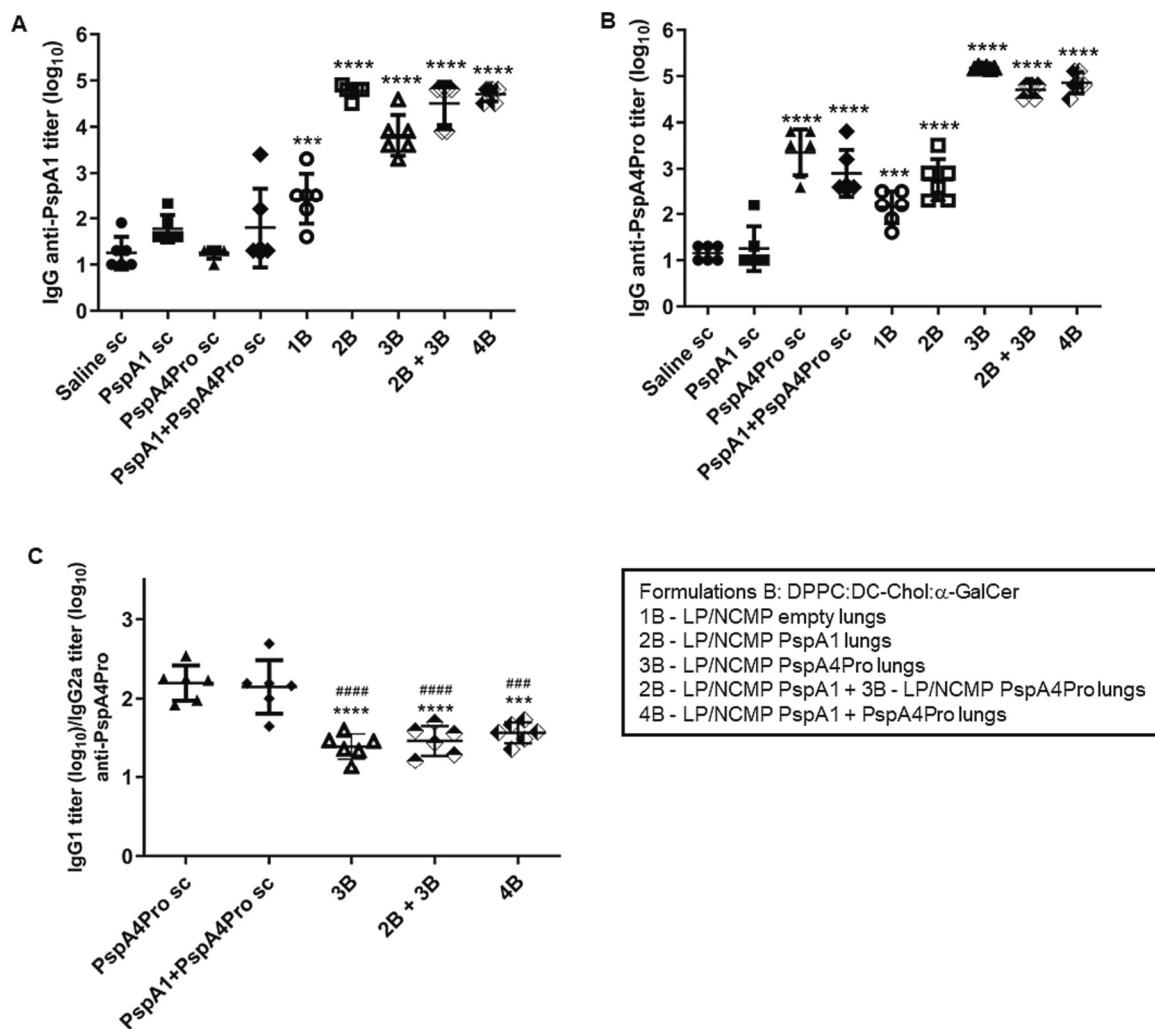 A
IgG anti-PspA1 titer (log10)
6
5
4
3
2
1
0
***
****
****
****
****
Saline sc
PspA1 sc
PspA4Pro sc
PspA1+PspA4Pro sc
1B
2B
3B
2B + 3B
4B
B
IgG anti-PspA4Pro titer (log10)
6
5
4
3
2
1
0
****
****
***
****
****
****
****
Saline sc
PspA1 sc
PspA4Pro sc
PspA1+PspA4Pro sc
1B
2B
3B
2B + 3B
4B
C
IgG1 titer (log10)/IgG2a titer (log10)
anti-PspA4Pro
3
2
1
0
####
****
####
****
###
***
PspA4Pro sc
PspA1+PspA4Pro sc
3B
2B + 3B
4B
Formulations B: DPPC:DC-Chol:α-GalCer
1B - LP/NCMP empty lungs
2B - LP/NCMP PspA1 lungs
3B - LP/NCMP PspA4Pro lungs
2B - LP/NCMP PspA1 + 3B - LP/NCMP PspA4Pro lungs
4B - LP/NCMP PspA1 + PspA4Pro lungs